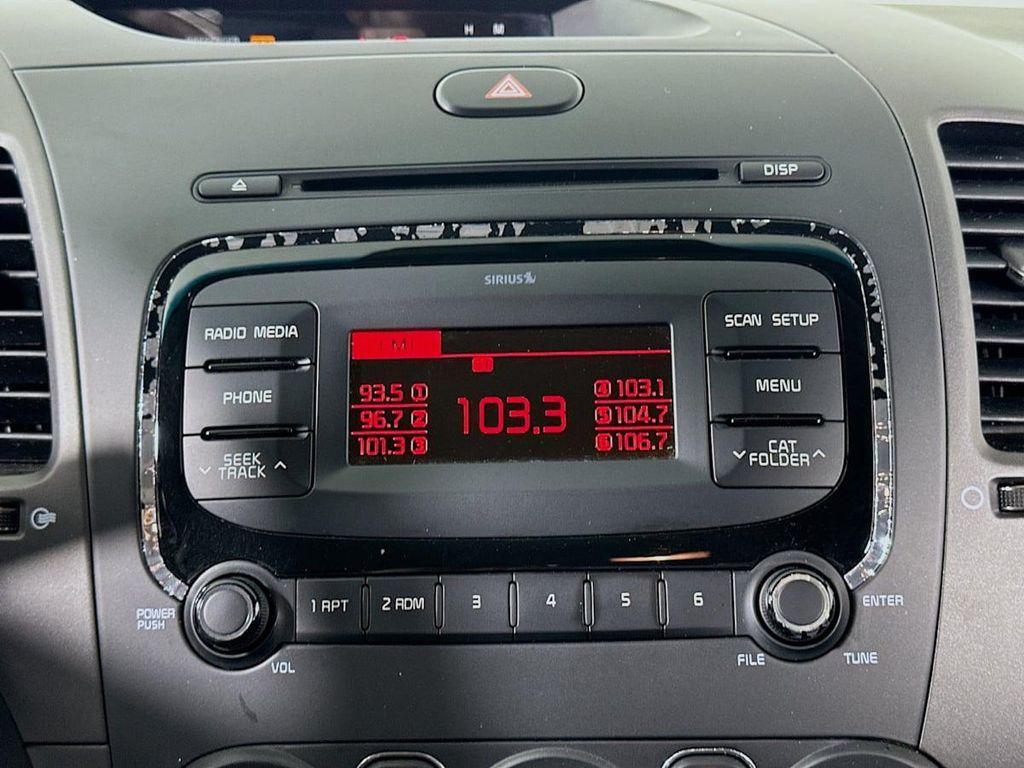 H M
DISP
SIRIUS
RADIO MEDIA
PHONE
SEEK
TRACK
FM1
93.5 1
96.7 2
101.3 3
103.3
4 103.1
5 104.7
6 106.7
SCAN SETUP
MENU
CAT
FOLDER
1 RPT
2 RDM
3
4
5
6
POWER
PUSH
VOL
ENTER
FILE
TUNE